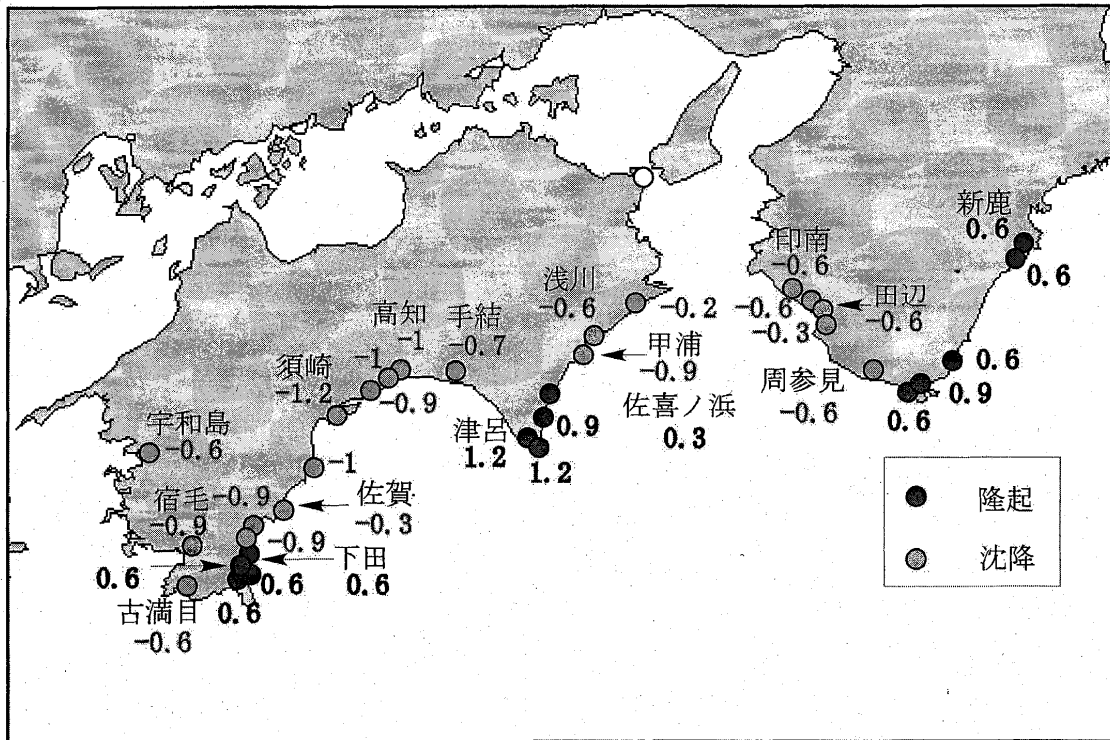 新鹿
0.6
0.6
印南
-0.6
-0.6
-0.3
田辺
-0.6
0.6
0.9
0.6
周参見
-0.6
浅川
-0.6
-0.2
甲浦
-0.9
佐喜ノ浜
0.3
0.9
津呂
1.2
1.2
手結
-0.7
高知
-1
-1
-0.9
須崎
-1.2
宇和島
-0.6
-1
佐賀
-0.3
宿毛
-0.9
-0.9
-0.9
下田
0.6
0.6
0.6
0.6
古満目
-0.6
隆起
沈降